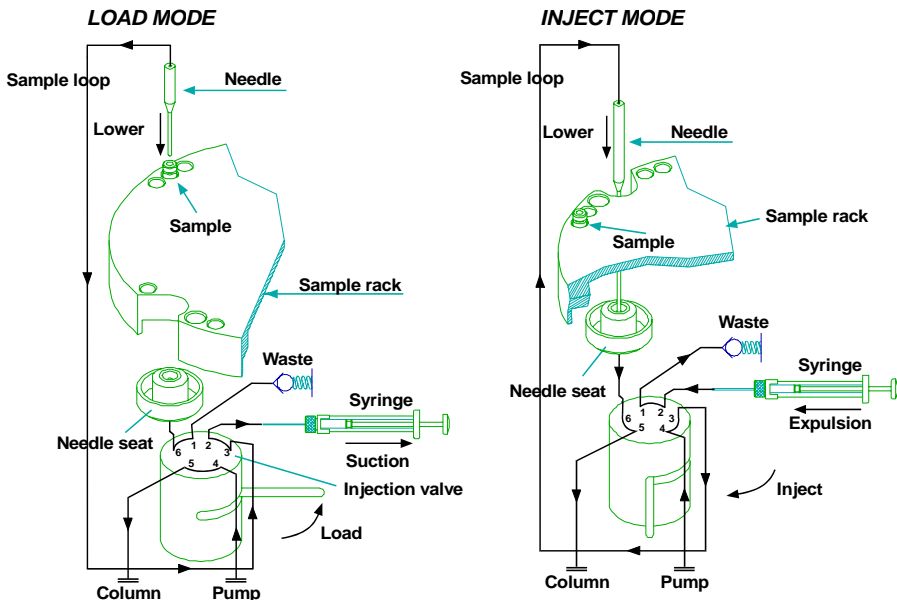 LOAD MODE
Sample loop
Needle
Lower
Sample
Sample rack
Waste
Syringe
Needle seat
Suction
6 1 2 3
5 4
Injection valve
Load
Column
Pump
INJECT MODE
Sample loop
Lower
Needle
Sample rack
Sample
Waste
Syringe
Needle seat
Expulsion
6 1 2 3
5 4
Inject
Column
Pump